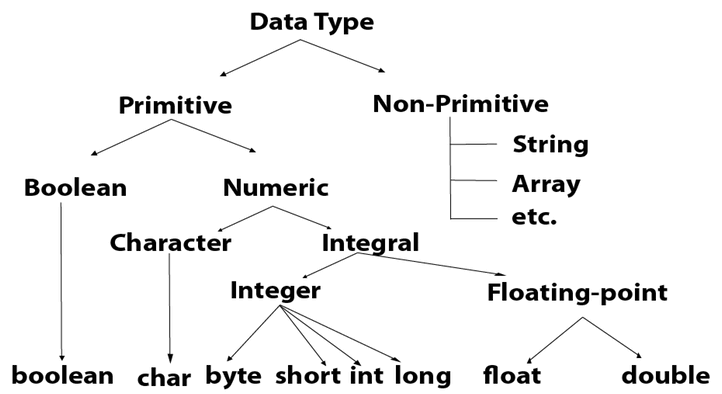 Data Type
Primitive
Non-Primitive
String
Array
etc.
Boolean
Numeric
Character
Integral
Integer
Floating-point
boolean
char
byte
short
int
long
float
double